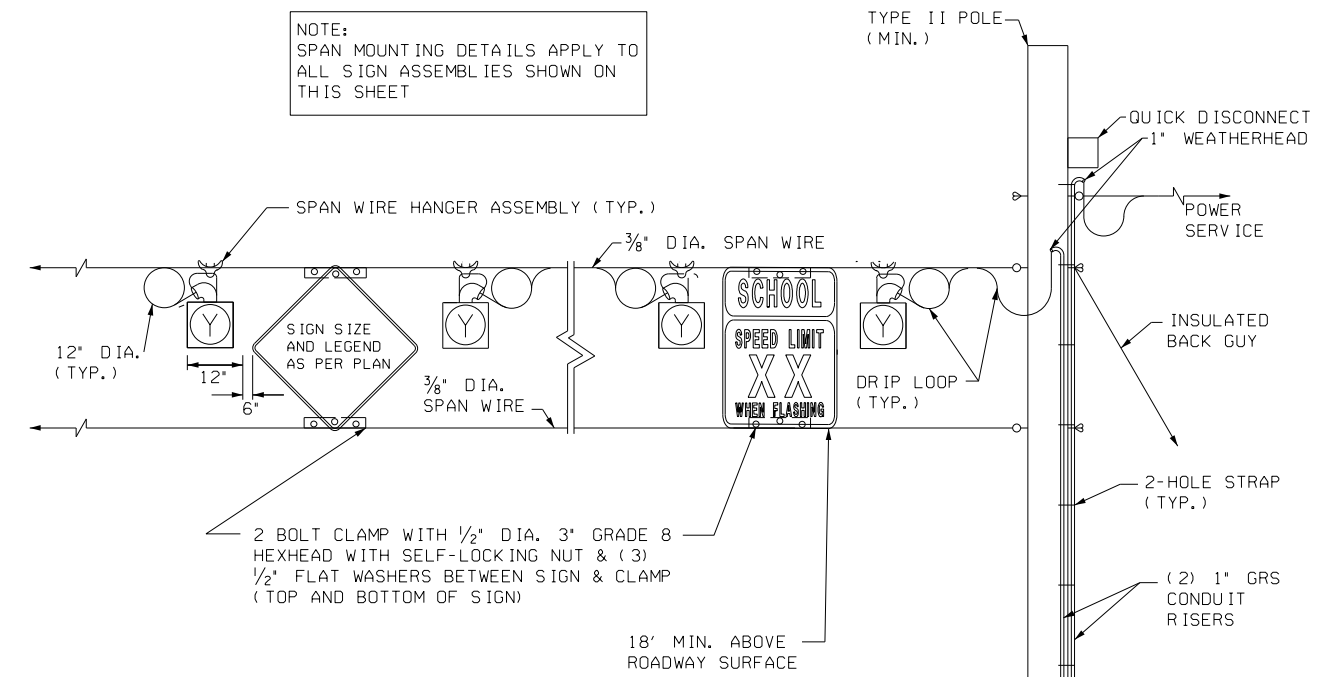 NOTE:
SPAN MOUNTING DETAILS APPLY TO
ALL SIGN ASSEMBLIES SHOWN ON
THIS SHEET
TYPE II POLE
(MIN.)
QUICK DISCONNECT
1" WEATHERHEAD
POWER
SERVICE
SPAN WIRE HANGER ASSEMBLY (TYP.)
3/8" DIA. SPAN WIRE
12" DIA.
(TYP.)
Y
12"
6"
SIGN SIZE
AND LEGEND
AS PER PLAN
Y
3/8" DIA.
SPAN WIRE
Y
SCHOOL
SPEED LIMIT
XX
WHEN FLASHING
Y
DRIP LOOP
(TYP.)
INSULATED
BACK GUY
2-HOLE STRAP
(TYP.)
2 BOLT CLAMP WITH 1/2" DIA. 3" GRADE 8
HEXHEAD WITH SELF-LOCKING NUT & (3)
1/2" FLAT WASHERS BETWEEN SIGN & CLAMP
(TOP AND BOTTOM OF SIGN)
18' MIN. ABOVE
ROADWAY SURFACE
(2) 1" GRS
CONDUIT
RISERS